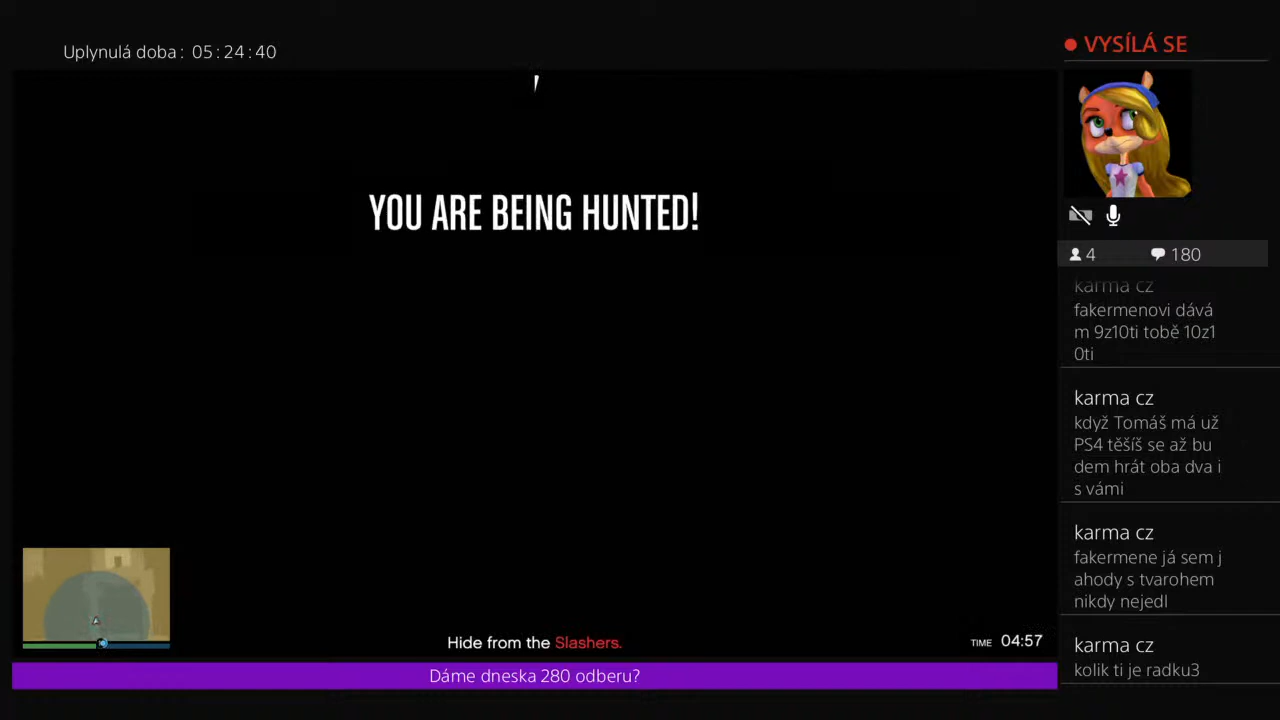 Uplynulá doba: 05:24:40
VYSÍLÁ SE
YOU ARE BEING HUNTED!
4 180
karma cz
fakermenovi dává
m 9z10ti tobě 10z1
0ti
karma cz
když Tomáš má už
PS4 těšíš se až bu
dem hrát oba dva i
s vámi
karma cz
fakermene já sem j
ahody s tvarohem
nikdy nejedl
karma cz
kolik ti je radku3
Hide from the Slashers.
TIME 04:57
Dáme dneska 280 odberu?